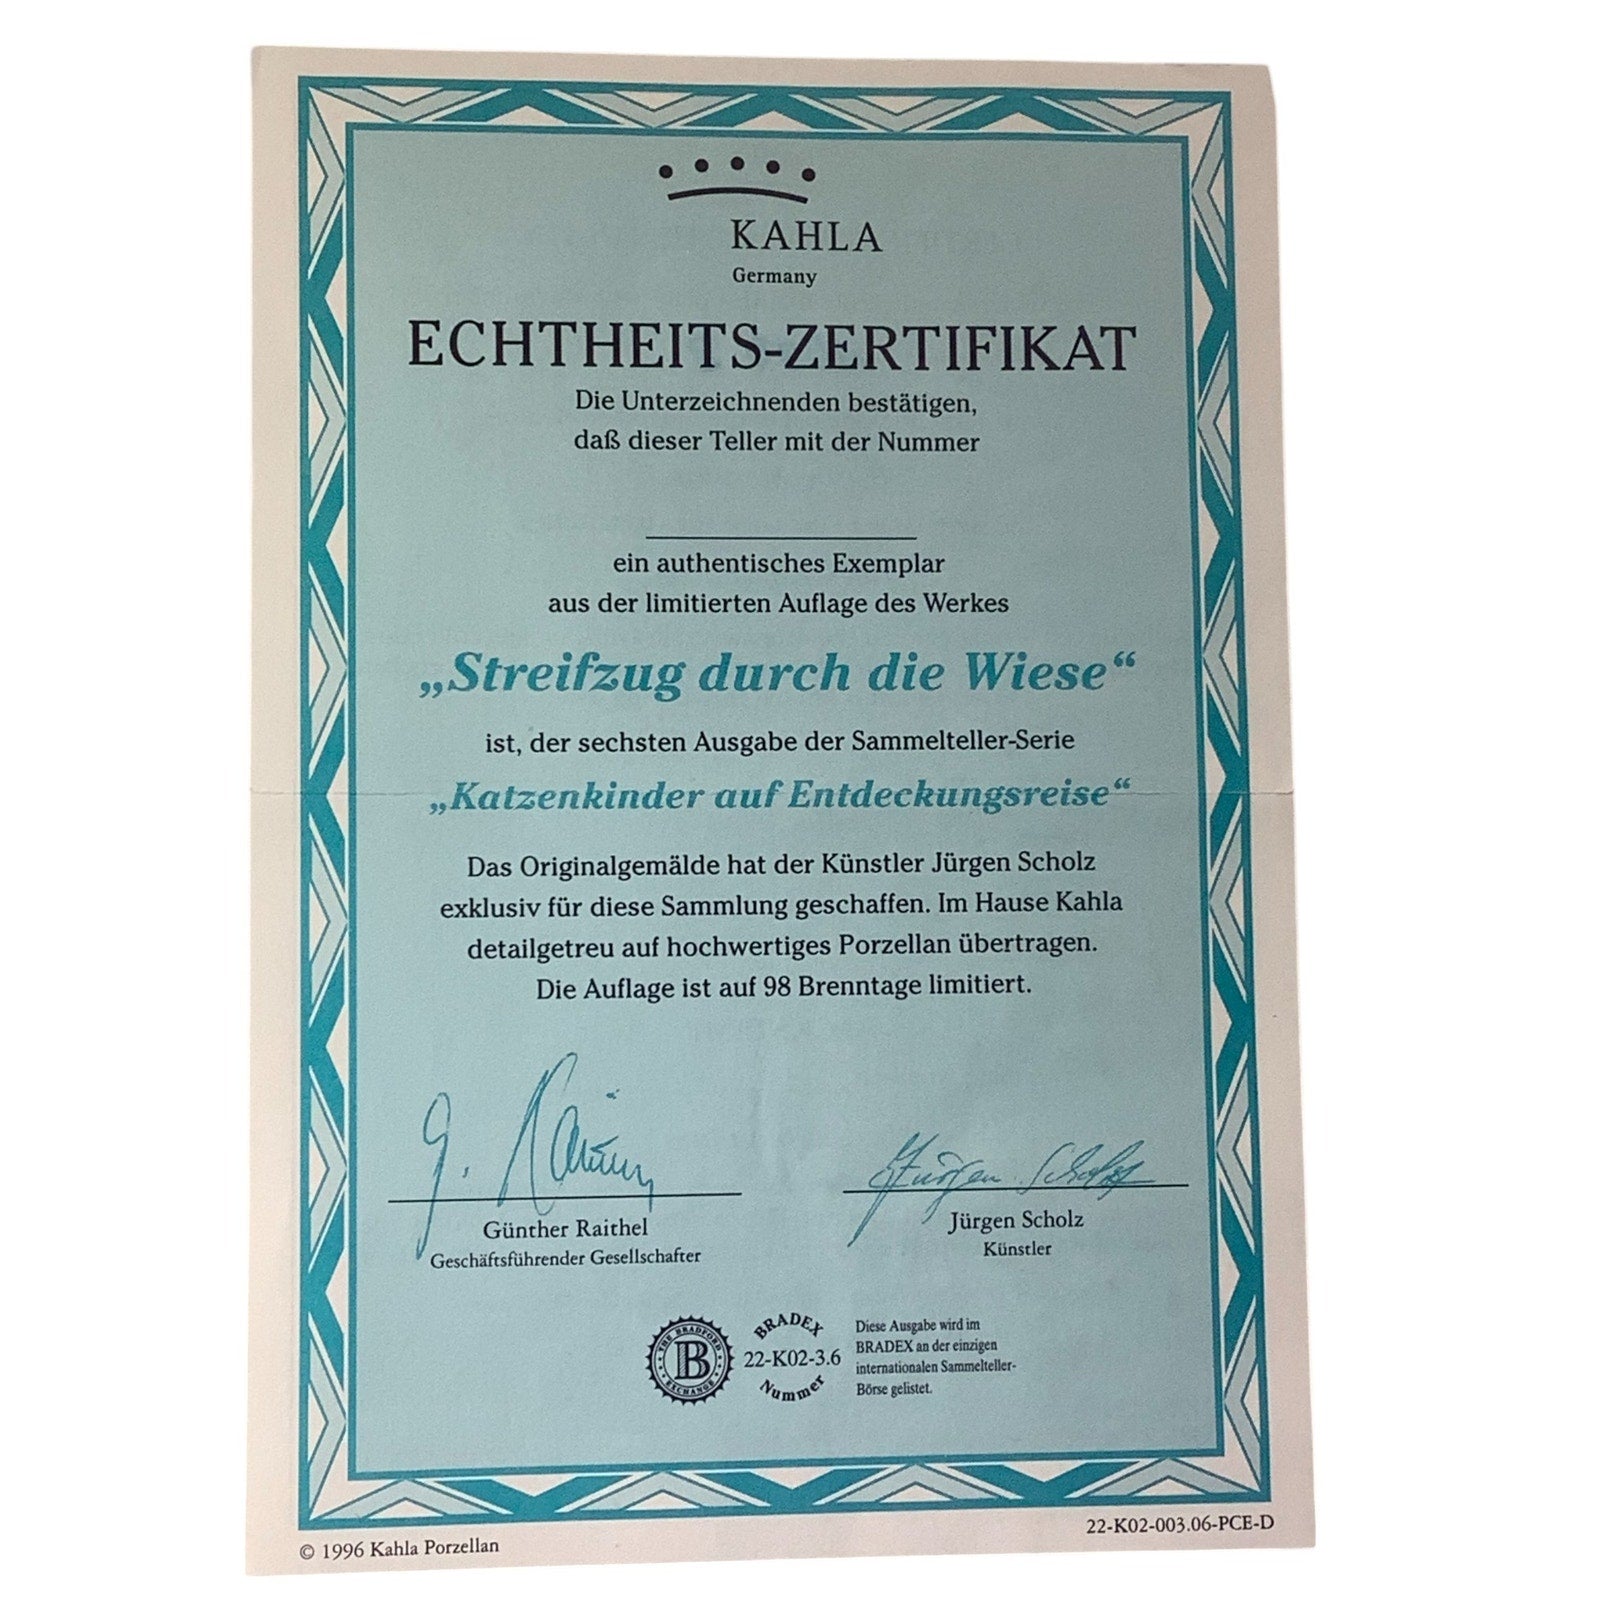 KAHLA
Germany
ECHTHEITS-ZERTIFIKAT
Die Unterzeichnenden bestätigen,
daß dieser Teller mit der Nummer
ein authentisches Exemplar
aus der limitierten Auflage des Werkes
„Streifzug durch die Wiese“
ist, der sechsten Ausgabe der Sammelteller-Serie
„Katzenkinder auf Entdeckungsreise“
Das Originalgemälde hat der Künstler Jürgen Scholz
exklusiv für diese Sammlung geschaffen. Im Hause Kahla
detailgetreu auf hochwertiges Porzellan übertragen.
Die Auflage ist auf 98 Brenntage limitiert.
Jürgen Scholz
Günther Raithel
Geschäftsführender Gesellschafter
Jürgen Scholz
Künstler
THE BRADFORD
B
EXCHANGE
BRADEX
22-K02-3.6
Nummer
Diese Ausgabe wird im
BRADEX an der einzigen
internationalen Sammelteller-
Börse gelistet.
© 1996 Kahla Porzellan
22-K02-003.06-PCE-D